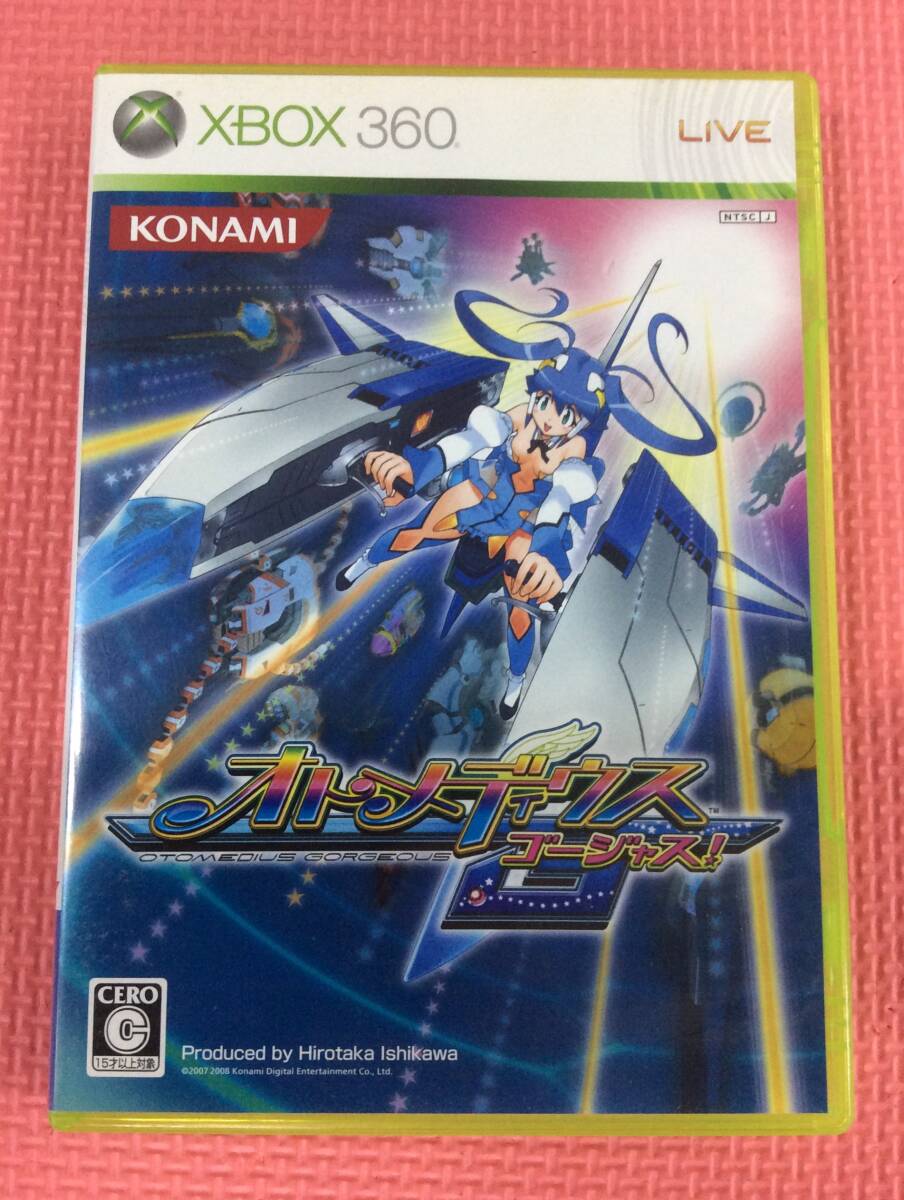 XBOX 360
LIVE
KONAMI
NTSC J
オトメディウス
TM
OTOMEDIUS GORGEOUS
ゴージャス!
CERO
C
15才以上対象
Produced by Hirotaka Ishikawa
©2007 2008 Konami Digital Entertainment Co., Ltd.